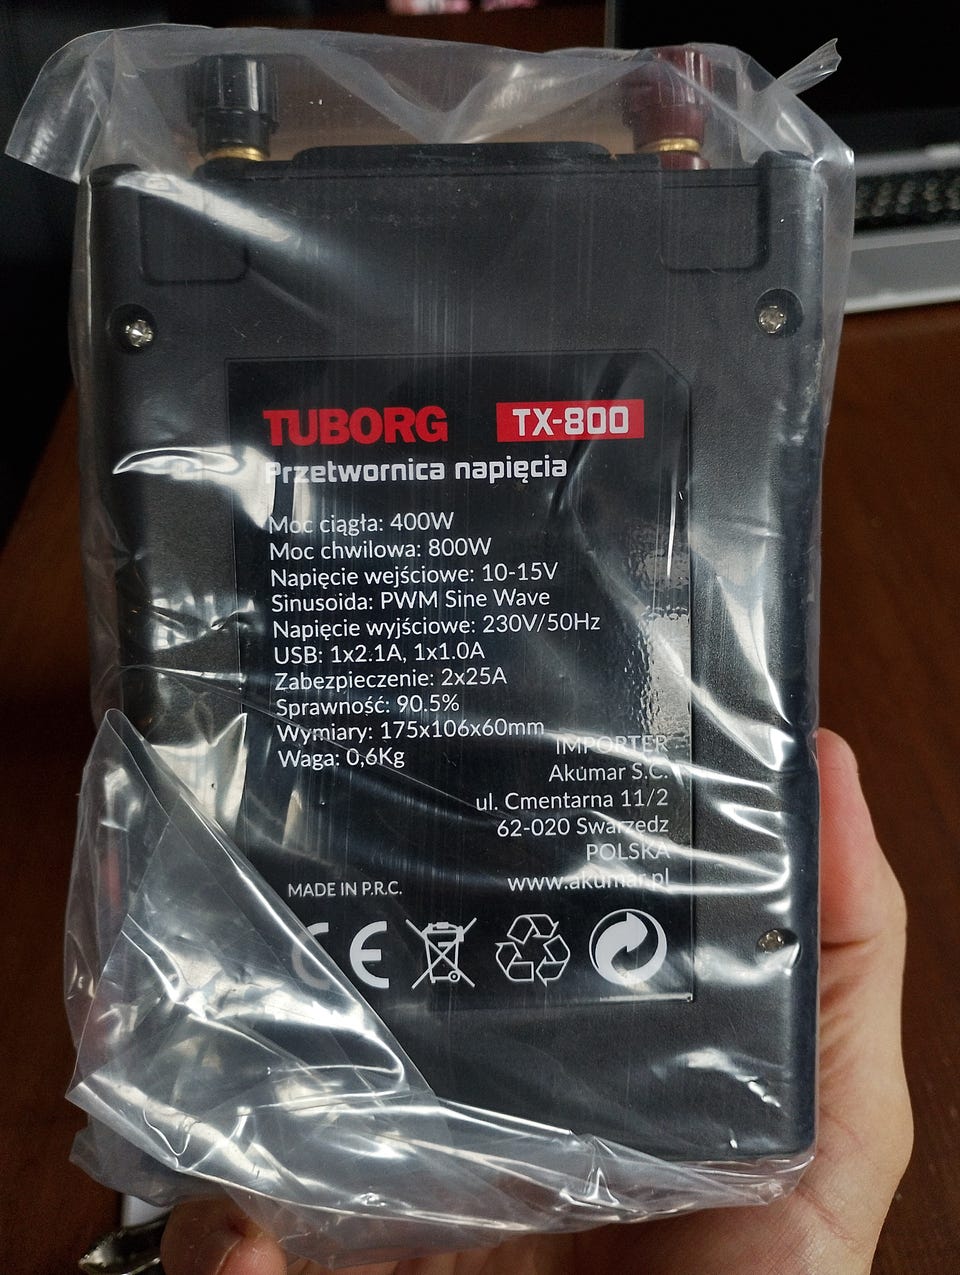 TUBORG TX-800
Przetwornica napięcia
Moc ciągła: 400W
Moc chwilowa: 800W
Napięcie wejściowe: 10-15V
Sinusoida: PWM Sine Wave
Napięcie wyjściowe: 230V/50Hz
USB: 1x2.1A, 1x1.0A
Zabezpieczenie: 2x25A
Sprawność: 90.5%
Wymiary: 175x106x60mm
Waga: 0,6Kg
IMPORTER
Akumar S.C.
ul. Cmentarna 11/2
62-020 Swarzędz
POLSKA
www.akumar.pl
MADE IN P.R.C.
CE